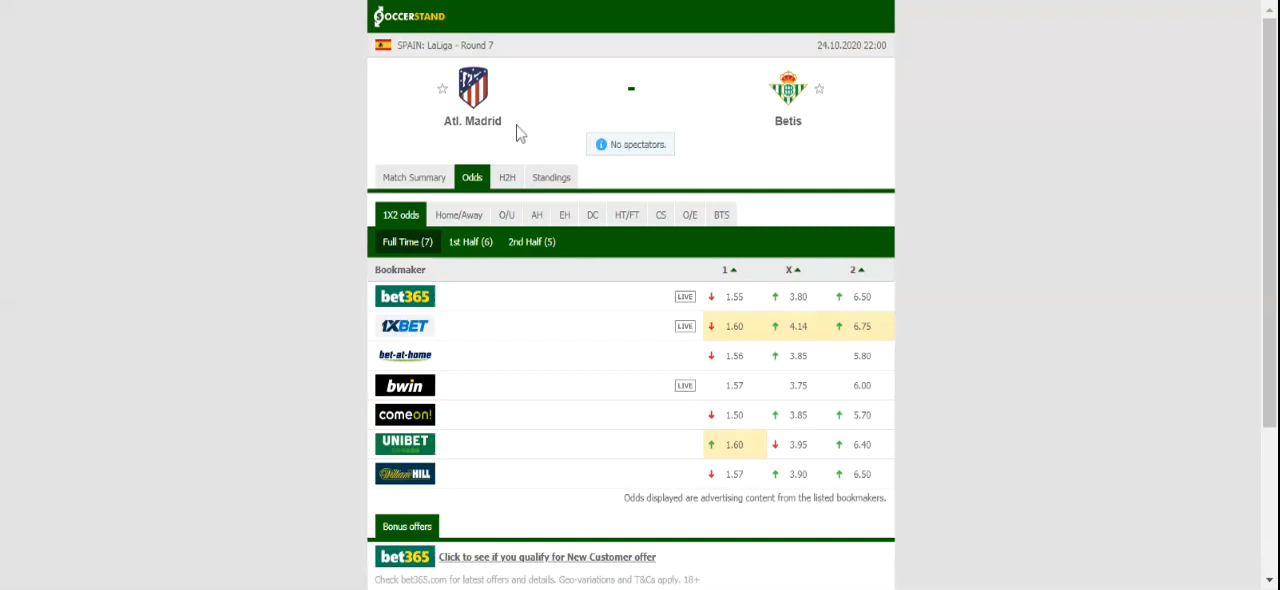 SOCCERSTAND
SPAIN: LaLiga - Round 7 24.10.2020 22:00
-
Atl. Madrid Betis
No spectators.
Match Summary Odds H2H Standings
1X2 odds Home/Away O/U AH EH DC HT/FT CS O/E BTS
Full Time (7) 1st Half (6) 2nd Half (5)
Bookmaker 1 X 2
bet365 LIVE 1.55 3.80 6.50
1XBET LIVE 1.60 4.14 6.75
bet-at-home 1.56 3.85 5.80
bwin LIVE 1.57 3.75 6.00
comeon! 1.50 3.85 5.70
UNIBET 1.60 3.95 6.40
William HILL 1.57 3.90 6.50
Odds displayed are advertising content from the listed bookmakers.
Bonus offers
bet365 Click to see if you qualify for New Customer offer
Check bet365.com for latest offers and details. Geo-variations and T&Cs apply. 18+